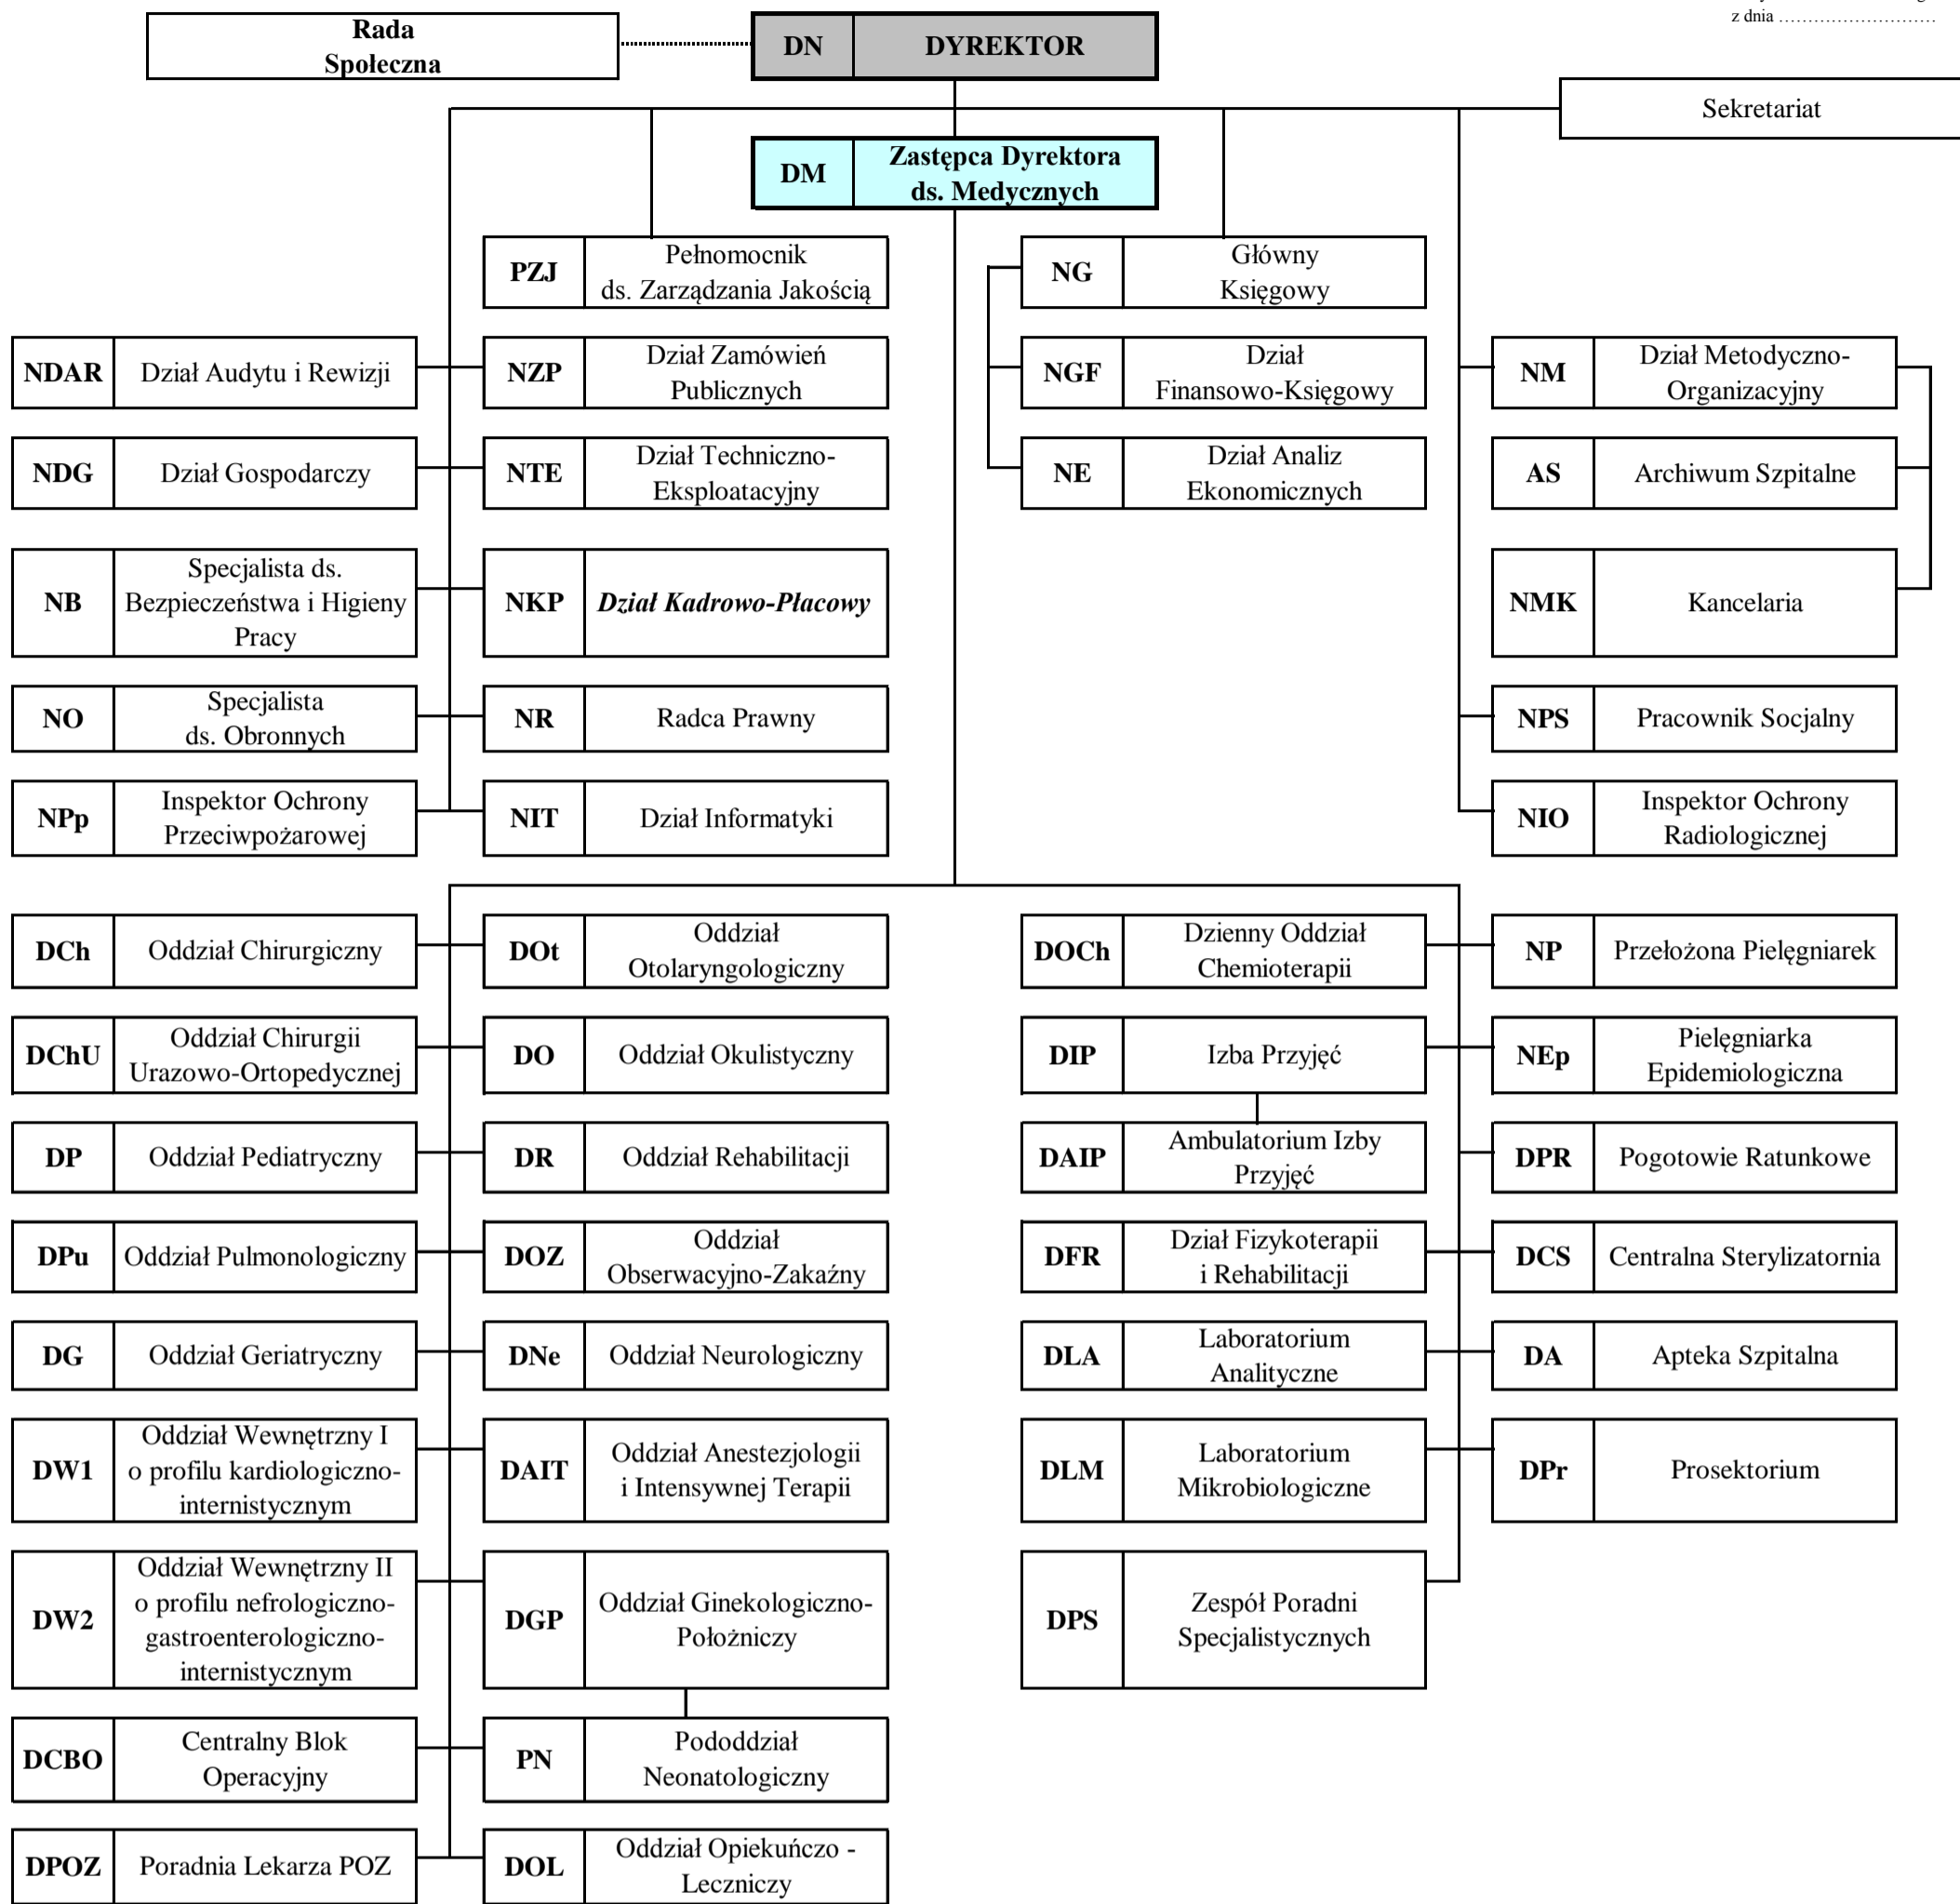 z dnia ………………………
Rada
Społeczna
DN
DYREKTOR
Sekretariat
DM
Zastępca Dyrektora
ds. Medycznych
PZJ
Pełnomocnik
ds. Zarządzania Jakością
NG
Główny
Księgowy
NDAR
Dział Audytu i Rewizji
NZP
Dział Zamówień
Publicznych
NGF
Dział
Finansowo-Księgowy
NM
Dział Metodyczno-
Organizacyjny
NDG
Dział Gospodarczy
NTE
Dział Techniczno-
Eksploatacyjny
NE
Dział Analiz
Ekonomicznych
AS
Archiwum Szpitalne
NB
Specjalista ds.
Bezpieczeństwa i Higieny
Pracy
NKP
Dział Kadrowo-Płacowy
NMK
Kancelaria
NO
Specjalista
ds. Obronnych
NR
Radca Prawny
NPS
Pracownik Socjalny
NPp
Inspektor Ochrony
Przeciwpożarowej
NIT
Dział Informatyki
NIO
Inspektor Ochrony
Radiologicznej
DCh
Oddział Chirurgiczny
DOt
Oddział
Otolaryngologiczny
DOCh
Dzienny Oddział
Chemioterapii
NP
Przełożona Pielęgniarek
DChU
Oddział Chirurgii
Urazowo-Ortopedycznej
DO
Oddział Okulistyczny
DIP
Izba Przyjęć
NEp
Pielęgniarka
Epidemiologiczna
DP
Oddział Pediatryczny
DR
Oddział Rehabilitacji
DAIP
Ambulatorium Izby
Przyjęć
DPR
Pogotowie Ratunkowe
DPu
Oddział Pulmonologiczny
DOZ
Oddział
Obserwacyjno-Zakaźny
DFR
Dział Fizykoterapii
i Rehabilitacji
DCS
Centralna Sterylizatornia
DG
Oddział Geriatryczny
DNe
Oddział Neurologiczny
DLA
Laboratorium
Analityczne
DA
Apteka Szpitalna
DW1
Oddział Wewnętrzny I
o profilu kardiologiczno-
internistycznym
DAIT
Oddział Anestezjologii
i Intensywnej Terapii
DLM
Laboratorium
Mikrobiologiczne
DPr
Prosektorium
DW2
Oddział Wewnętrzny II
o profilu nefrologiczno-
gastroenterologiczno-
internistycznym
DGP
Oddział Ginekologiczno-
Położniczy
DPS
Zespół Poradni
Specjalistycznych
DCBO
Centralny Blok
Operacyjny
PN
Pododdział
Neonatologiczny
DPOZ
Poradnia Lekarza POZ
DOL
Oddział Opiekuńczo -
Leczniczy